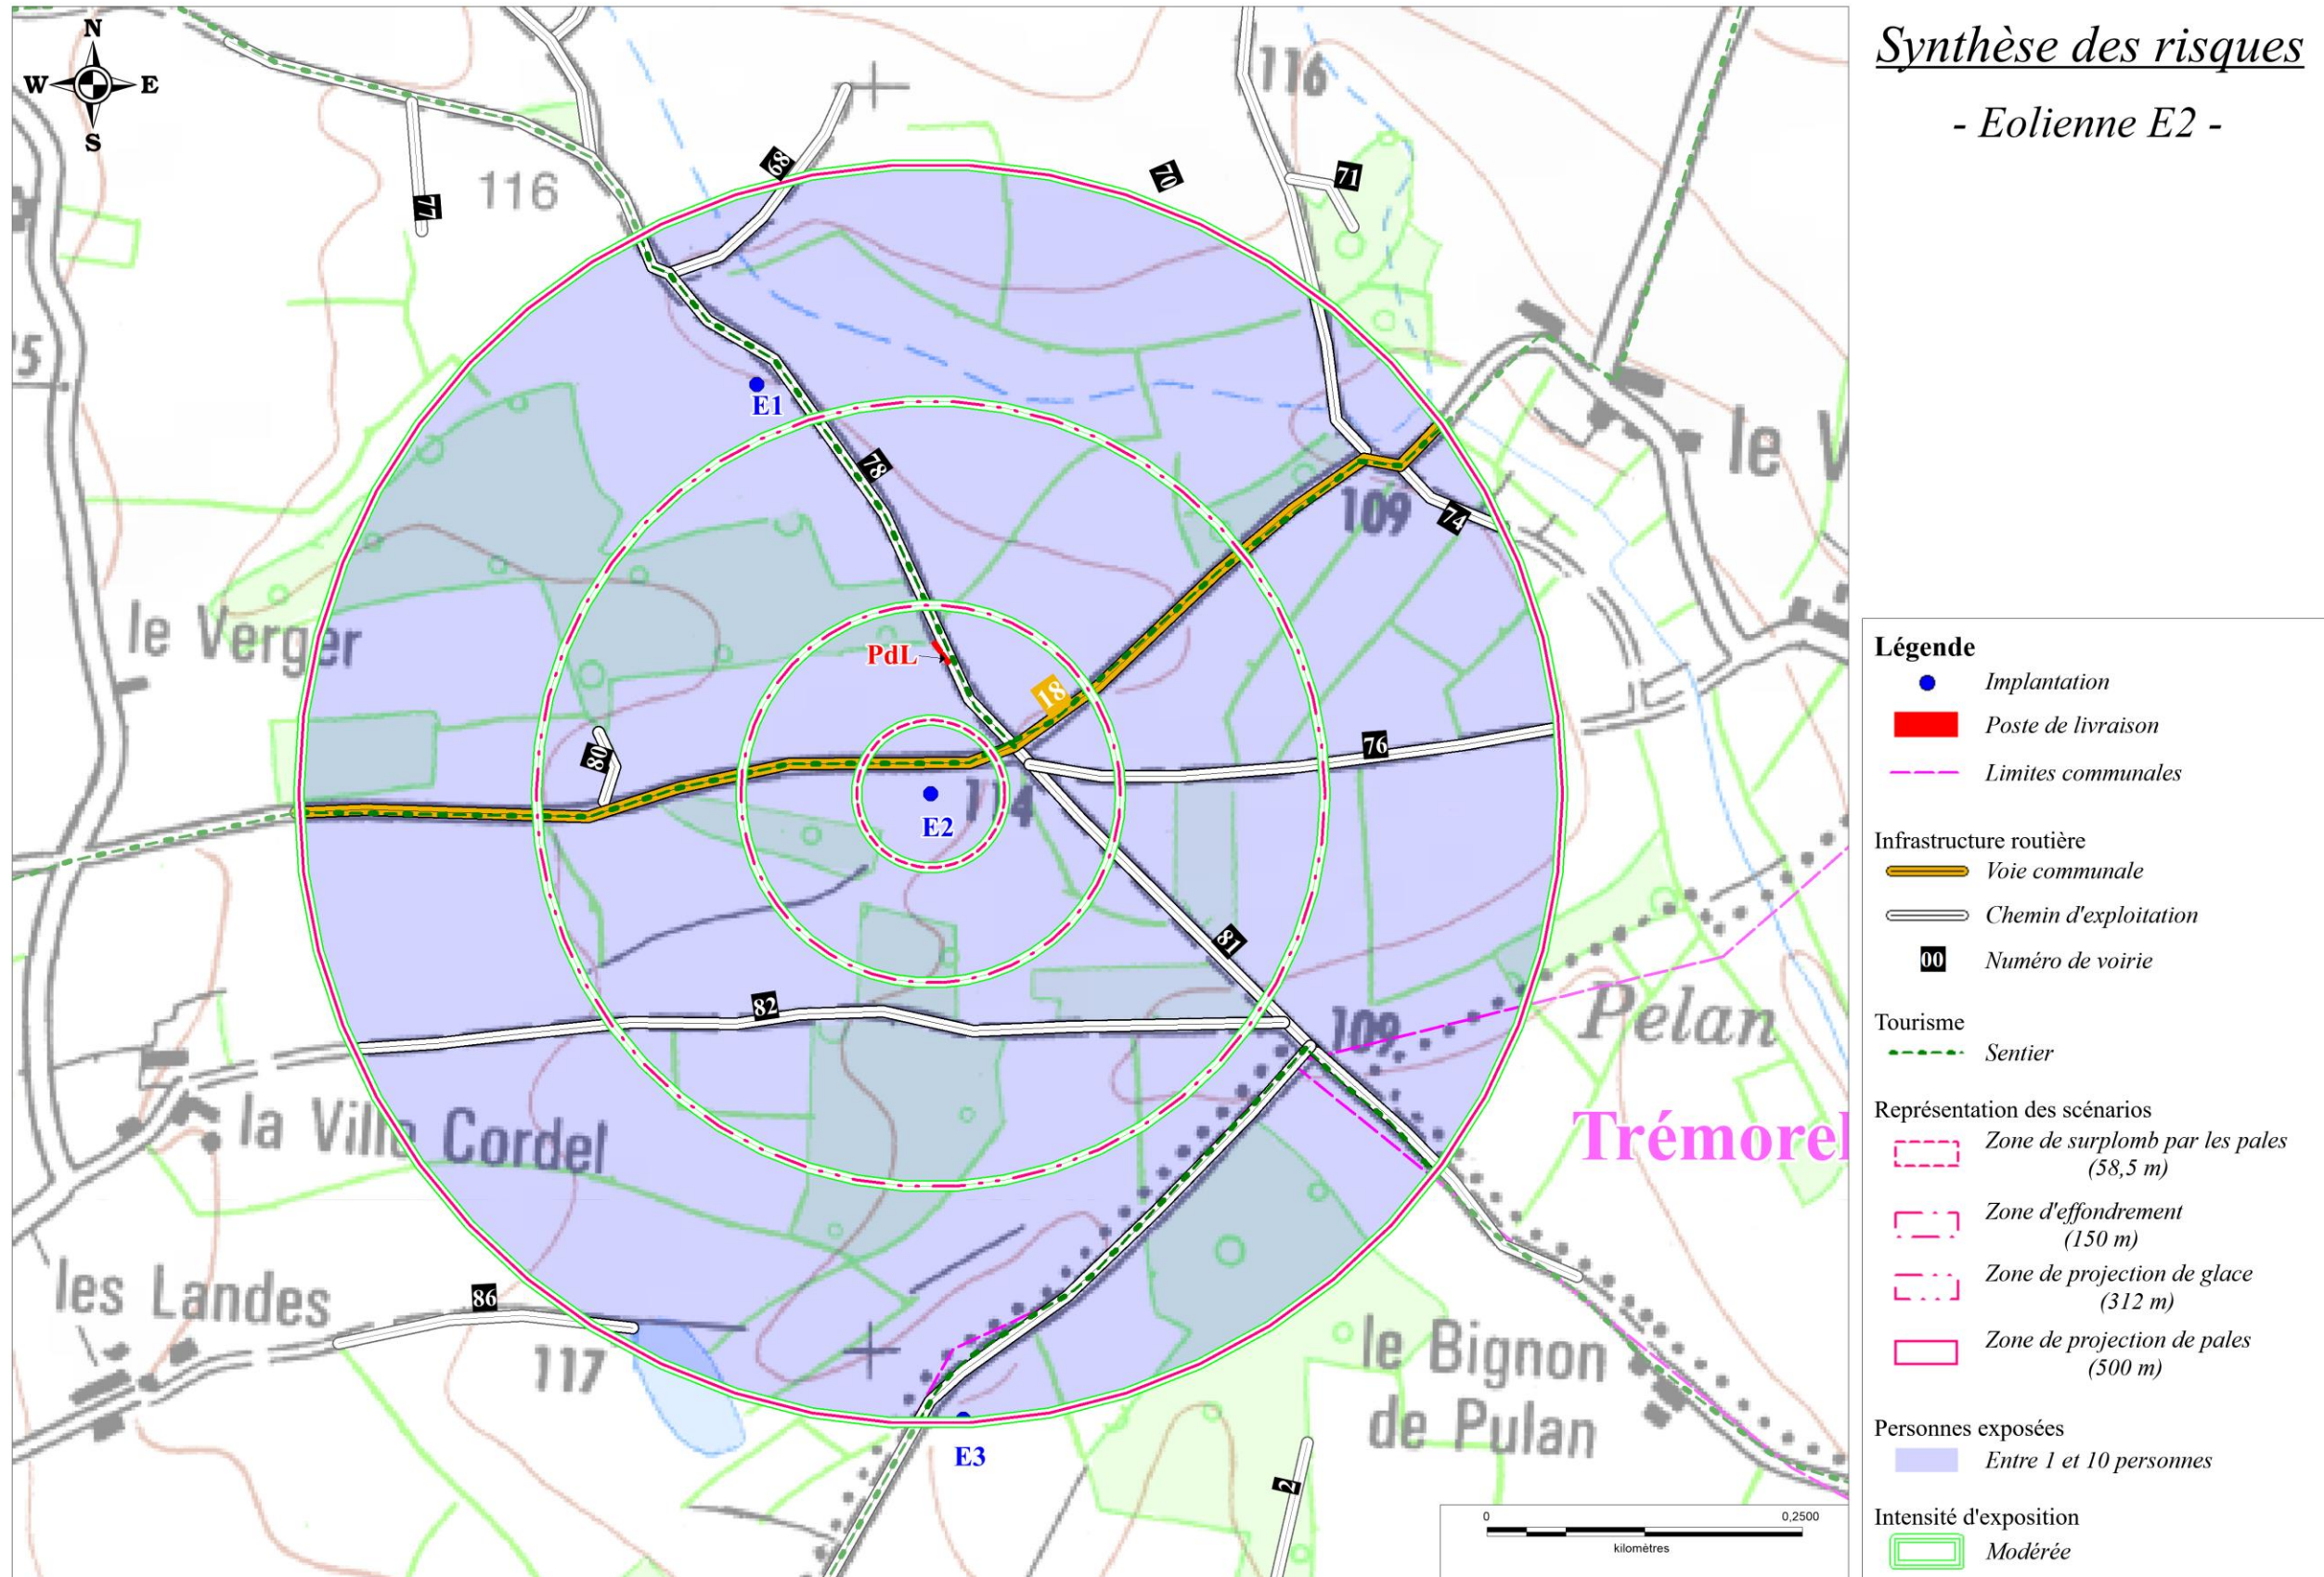 Synthèse des risques
- Eolienne E2 -
N
W
E
S
116
116
77
68
70
71
E1
78
109
74
le V
le Verger
PdL
18
80
76
E2
114
81
82
109
Pelan
Trémorel
la Ville Cordel
les Landes
86
117
le Bignon
de Pulan
E3
2
0
0,2500
kilomètres
Légende
Implantation
Poste de livraison
Limites communales
Infrastructure routière
Voie communale
Chemin d'exploitation
00
Numéro de voirie
Tourisme
Sentier
Représentation des scénarios
Zone de surplomb par les pales
(58,5 m)
Zone d'effondrement
(150 m)
Zone de projection de glace
(312 m)
Zone de projection de pales
(500 m)
Personnes exposées
Entre 1 et 10 personnes
Intensité d'exposition
Modérée